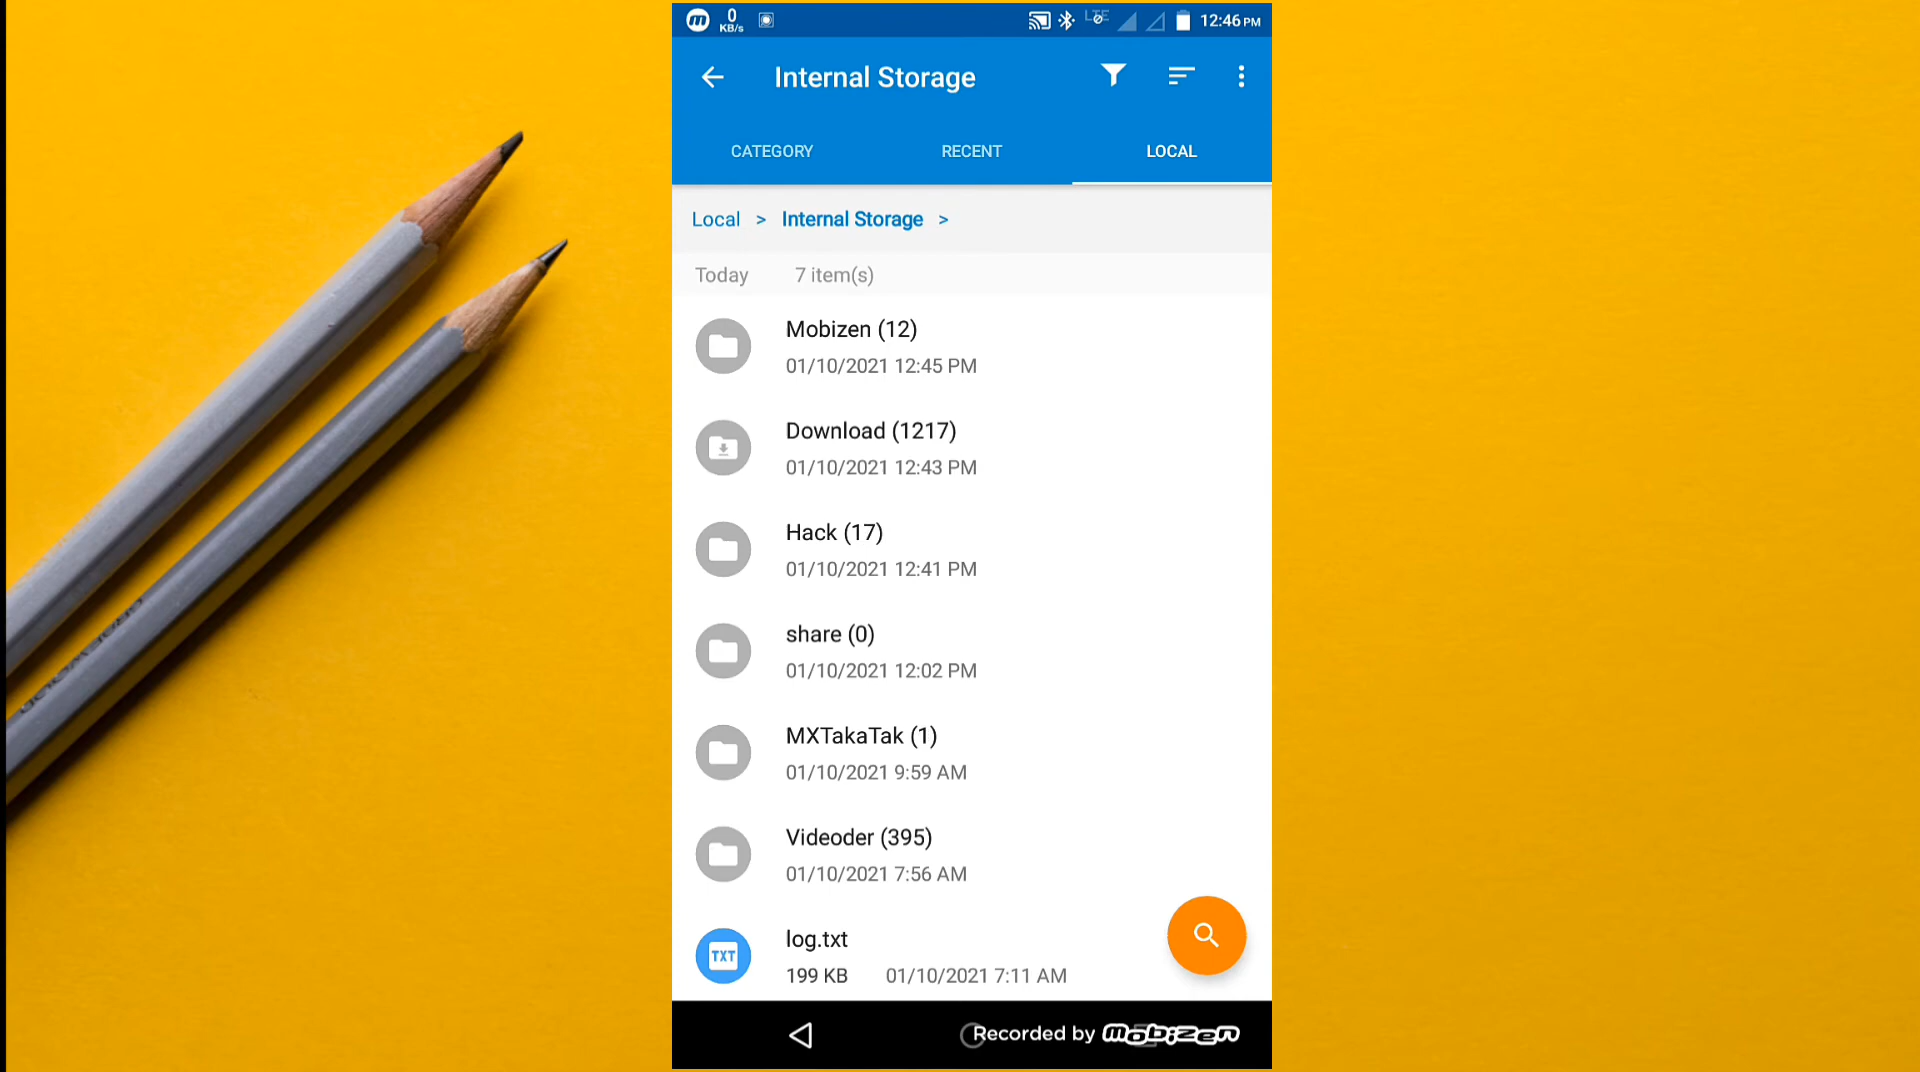 0
KB/s
LTE
12:46 PM
Internal Storage
CATEGORY
RECENT
LOCAL
Local > Internal Storage >
Today 7 item(s)
Mobizen (12)
01/10/2021 12:45 PM
Download (1217)
01/10/2021 12:43 PM
Hack (17)
01/10/2021 12:41 PM
share (0)
01/10/2021 12:02 PM
MXTakaTak (1)
01/10/2021 9:59 AM
Videoder (395)
01/10/2021 7:56 AM
TXT
log.txt
199 KB 01/10/2021 7:11 AM
Recorded by mobizen